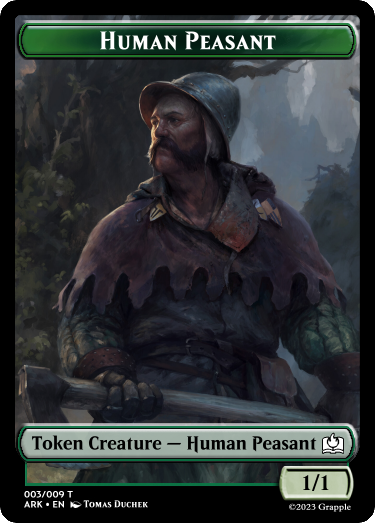 Human Peasant
Token Creature — Human Peasant
1/1
003/009 T
ARK • EN Tomas Duchek
©2023 Grapple